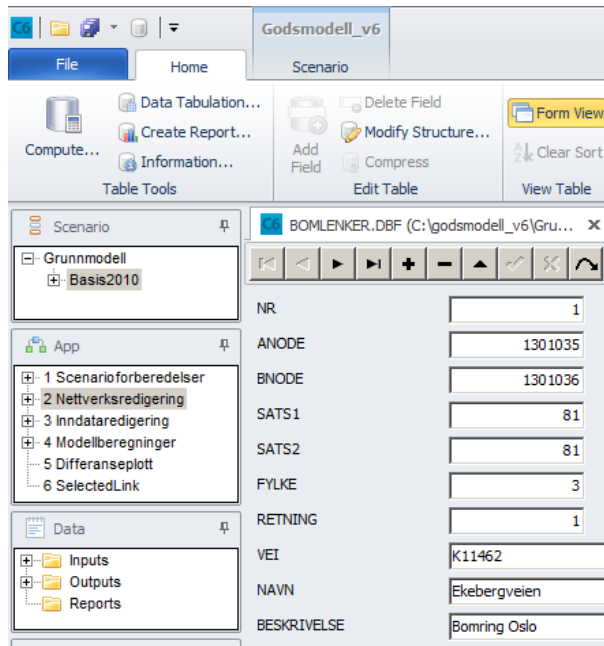 C6
Godsmodell_v6
File
Home
Scenario
Compute...
Data Tabulation...
Create Report...
Information...
Table Tools
Add
Field
Delete Field
Modify Structure...
Compress
Edit Table
Form View
Clear Sort
View Table
Scenario
Grunnmodell
Basis2010
App
1 Scenarioforberedelser
2 Nettverksredigering
3 Inndataredigering
4 Modellberegninger
5 Differanseplott
6 SelectedLink
Data
Inputs
Outputs
Reports
C6 BOMLENKER.DBF (C:\godsmodell_v6\Gru...
NR 1
ANODE 1301035
BNODE 1301036
SATS1 81
SATS2 81
FYLKE 3
RETNING 1
VEI K11462
NAVN Ekebergveien
BESKRIVELSE Bomring Oslo